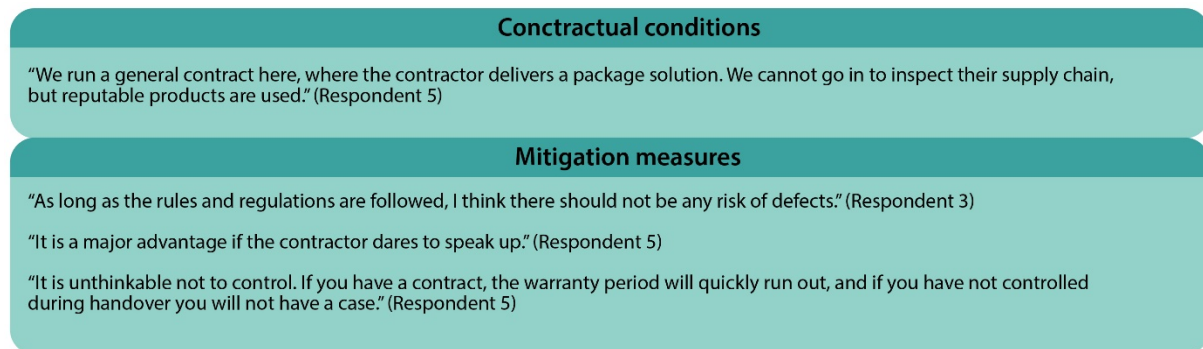 Conctractual conditions
“We run a general contract here, where the contractor delivers a package solution. We cannot go in to inspect their supply chain,
but reputable products are used.” (Respondent 5)
Mitigation measures
“As long as the rules and regulations are followed, I think there should not be any risk of defects.” (Respondent 3)
“It is a major advantage if the contractor dares to speak up.” (Respondent 5)
“It is unthinkable not to control. If you have a contract, the warranty period will quickly run out, and if you have not controlled
during handover you will not have a case.” (Respondent 5)